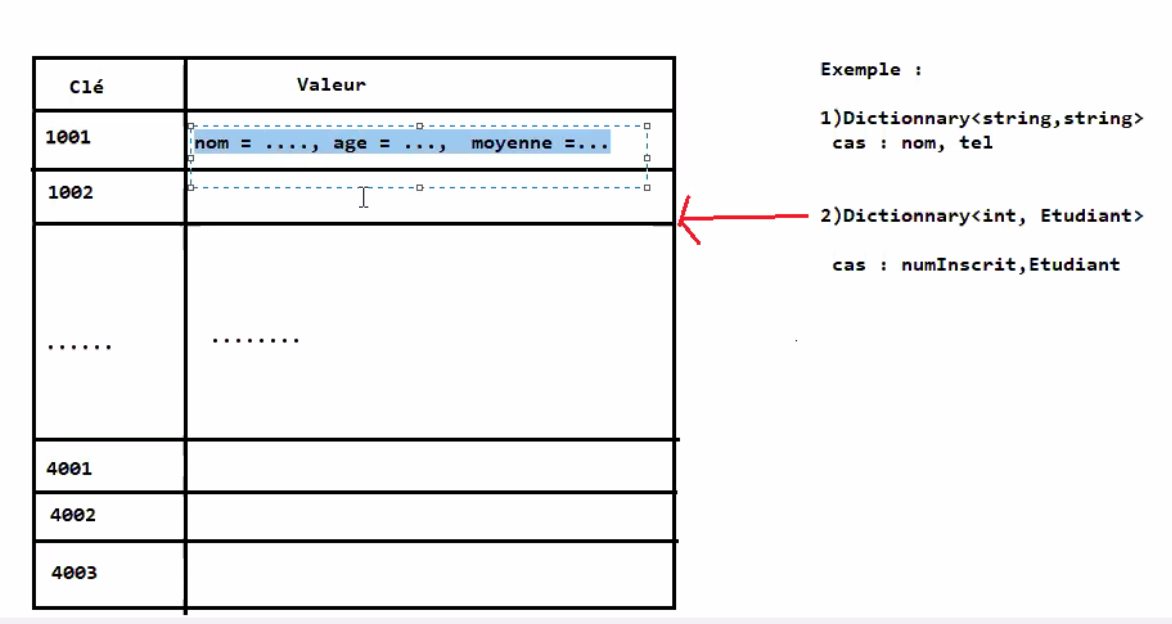 Clé Valeur
1001 nom = ...., age = ..., moyenne =...
1002
...... ........
4001
4002
4003
Exemple :
1)Dictionnary<string,string>
cas : nom, tel
2)Dictionnary<int, Etudiant>
cas : numInscrit,Etudiant